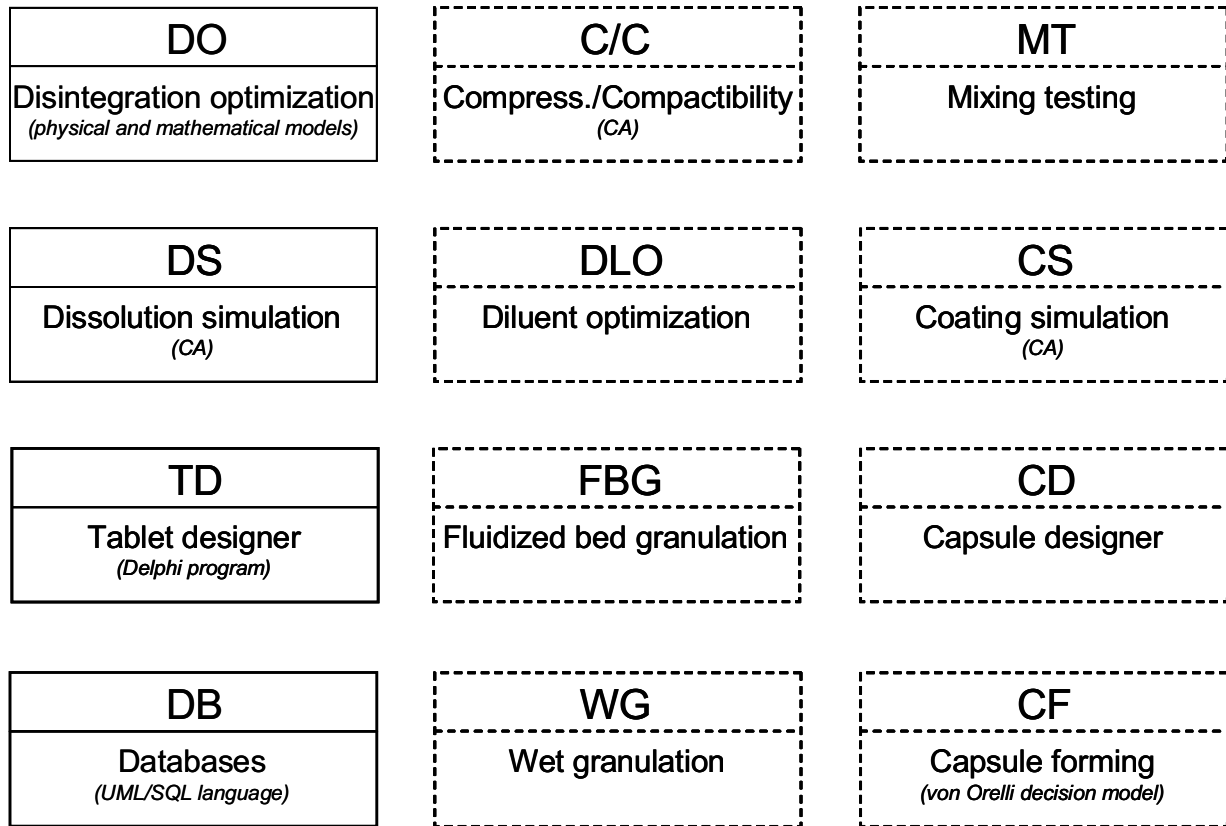 DO
Disintegration optimization
(physical and mathematical models)
C/C
Compress./Compactibility
(CA)
MT
Mixing testing
DS
Dissolution simulation
(CA)
DLO
Diluent optimization
CS
Coating simulation
(CA)
TD
Tablet designer
(Delphi program)
FBG
Fluidized bed granulation
CD
Capsule designer
DB
Databases
(UML/SQL language)
WG
Wet granulation
CF
Capsule forming
(von Orelli decision model)